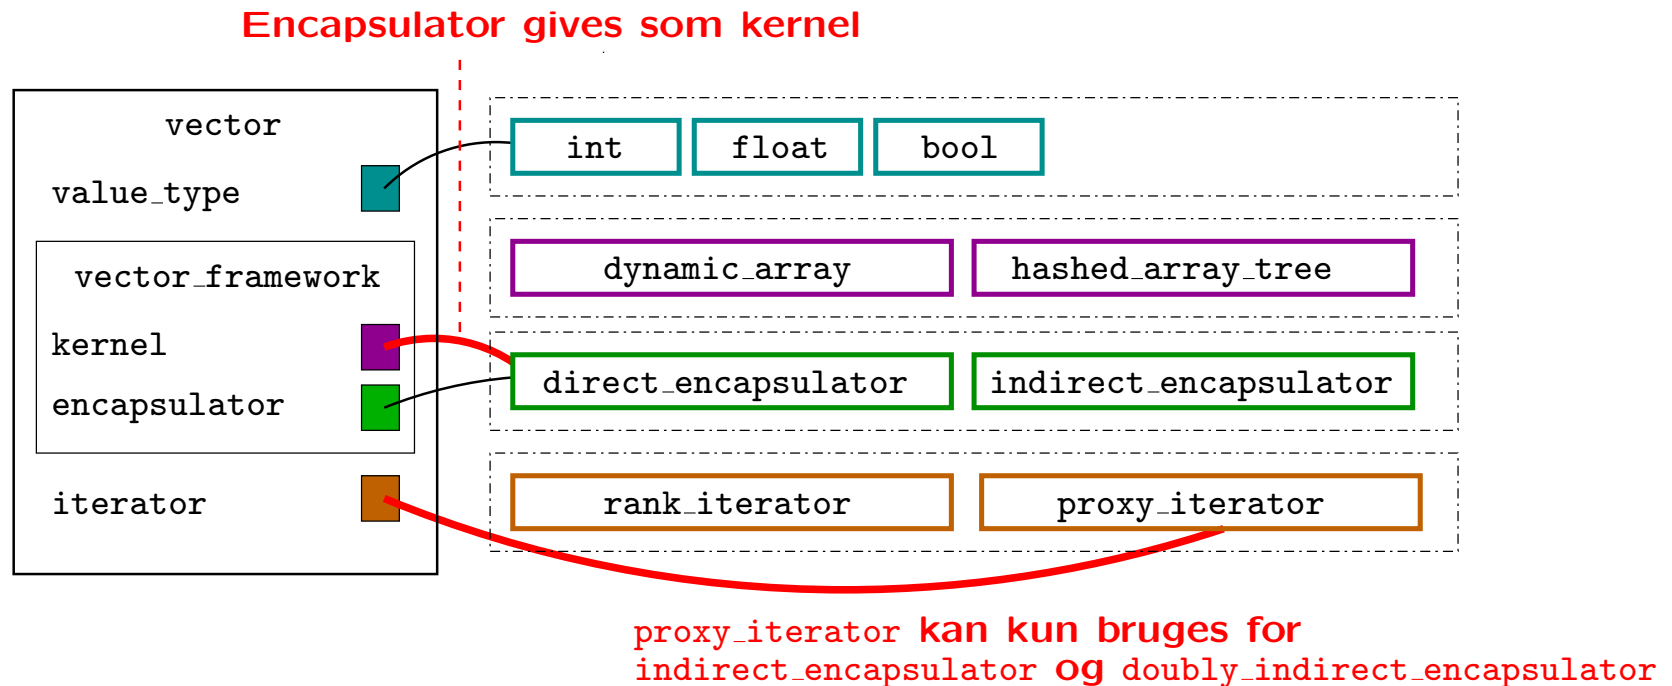 Encapsulator gives som kernel
vector
value_type
vector_framework
kernel
encapsulator
iterator
int float bool
dynamic_array hashed_array_tree
direct_encapsulator indirect_encapsulator
rank_iterator proxy_iterator
proxy_iterator kan kun bruges for
indirect_encapsulator og doubly_indirect_encapsulator